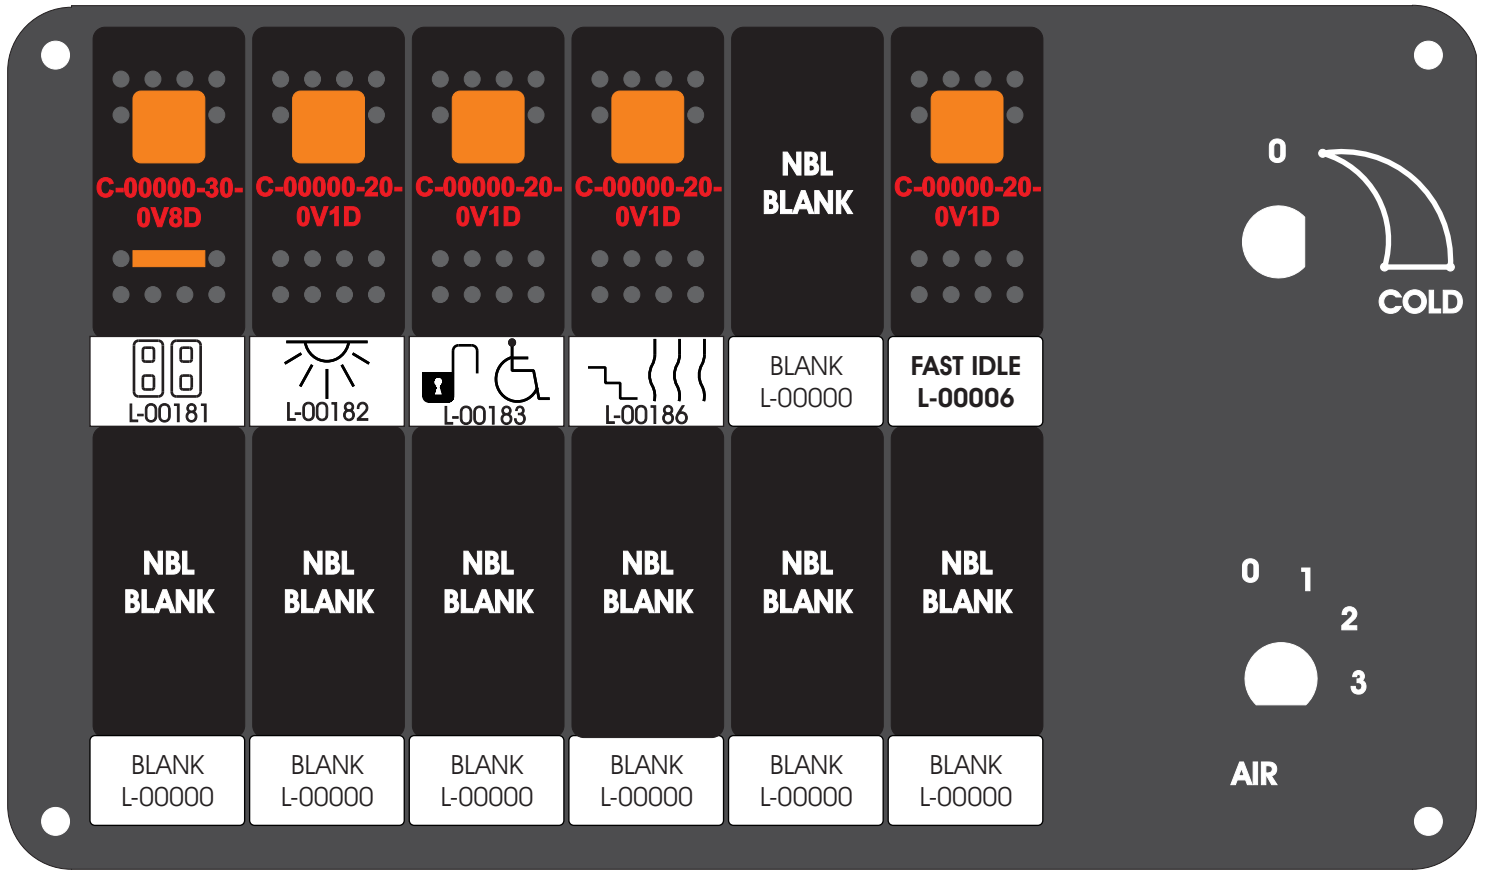 C-00000-30-
0V8D
C-00000-20-
0V1D
C-00000-20-
0V1D
C-00000-20-
0V1D
NBL
BLANK
C-00000-20-
0V1D
L-00181
L-00182
L-00183
L-00186
BLANK
L-00000
FAST IDLE
L-00006
NBL
BLANK
NBL
BLANK
NBL
BLANK
NBL
BLANK
NBL
BLANK
NBL
BLANK
BLANK
L-00000
BLANK
L-00000
BLANK
L-00000
BLANK
L-00000
BLANK
L-00000
BLANK
L-00000
0
COLD
0
1
2
3
AIR